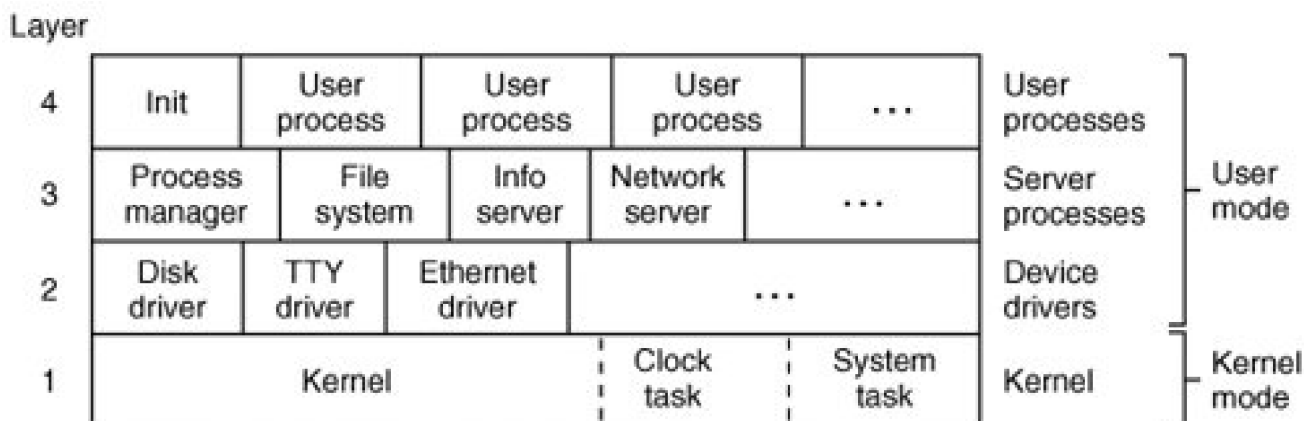 Layer
4 Init User process User process User process ... User processes
3 Process manager File system Info server Network server ... Server processes
User mode
2 Disk driver TTY driver Ethernet driver ... Device drivers
1 Kernel Clock task System task Kernel
Kernel mode